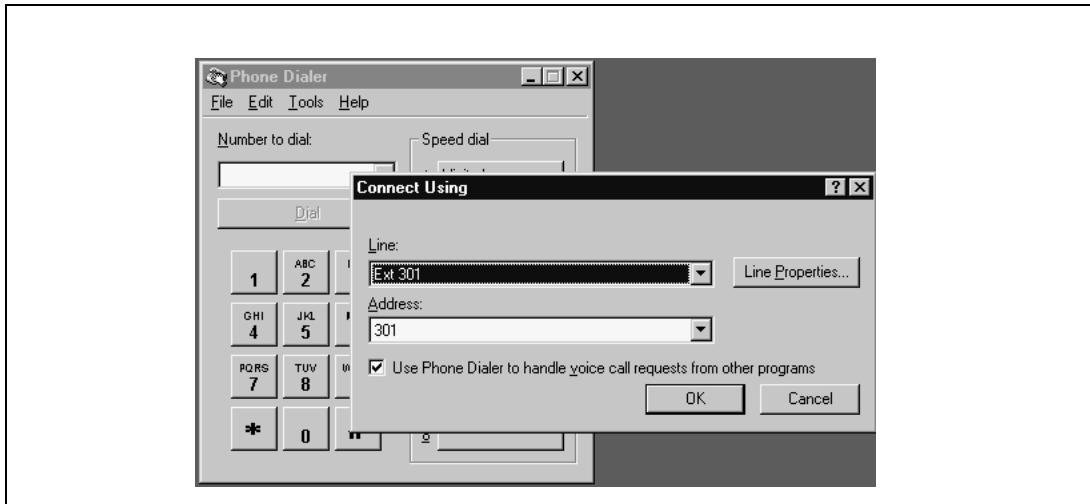 Phone Dialer
File Edit Tools Help
Number to dial:
Speed dial
Dial
Connect Using
Line:
Ext 301
Line Properties...
Address:
301
Use Phone Dialer to handle voice call requests from other programs
OK Cancel
1
ABC
2
GHI
4
JKL
5
PQRS
7
TUV
8
*
0
8